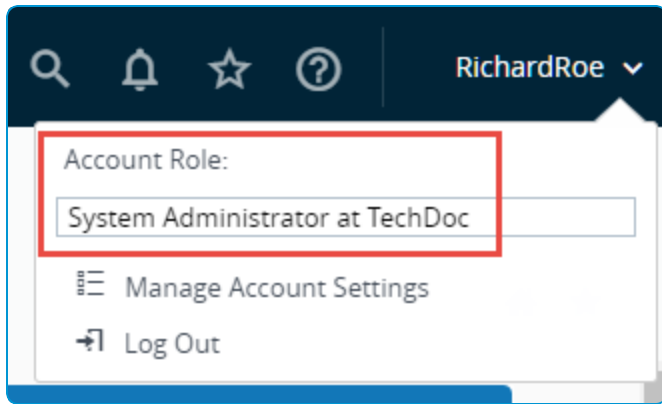 RichardRoe
Account Role:
System Administrator at TechDoc
Manage Account Settings
Log Out